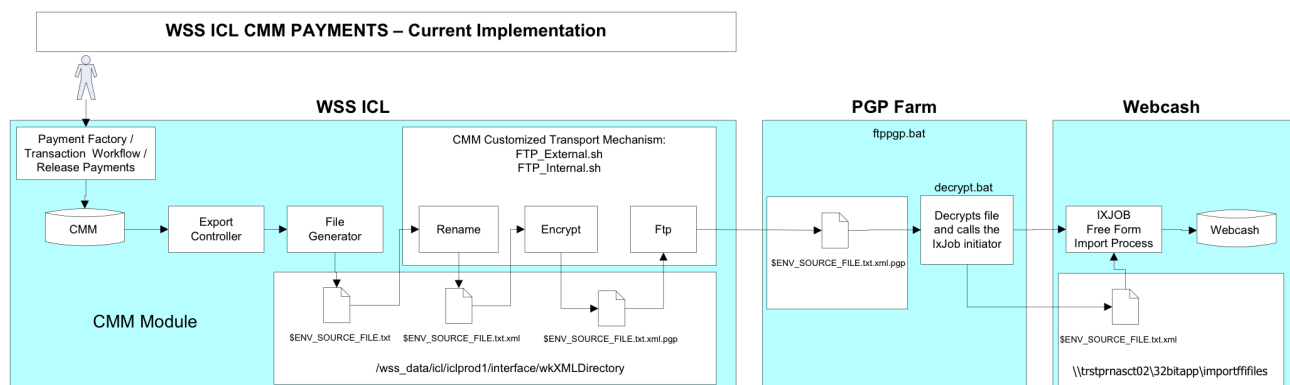 WSS ICL CMM PAYMENTS – Current Implementation
WSS ICL
PGP Farm
Webcash
Payment Factory /
Transaction Workflow /
Release Payments
CMM Customized Transport Mechanism:
FTP_External.sh
FTP_Internal.sh
CMM
Export
Controller
File
Generator
Rename
Encrypt
Ftp
$ENV_SOURCE_FILE.txt
$ENV_SOURCE_FILE.txt.xml
$ENV_SOURCE_FILE.txt.xml.pgp
/wss_data/icl/iclprod1/interface/wkXMLDirectory
CMM Module
ftppgp.bat
decrypt.bat
$ENV_SOURCE_FILE.txt.xml.pgp
Decrypts file
and calls the
IxJob initiator
IXJOB
Free Form
Import Process
Webcash
$ENV_SOURCE_FILE.txt.xml
\\trstprnasct02\32bitapp\importffifiles